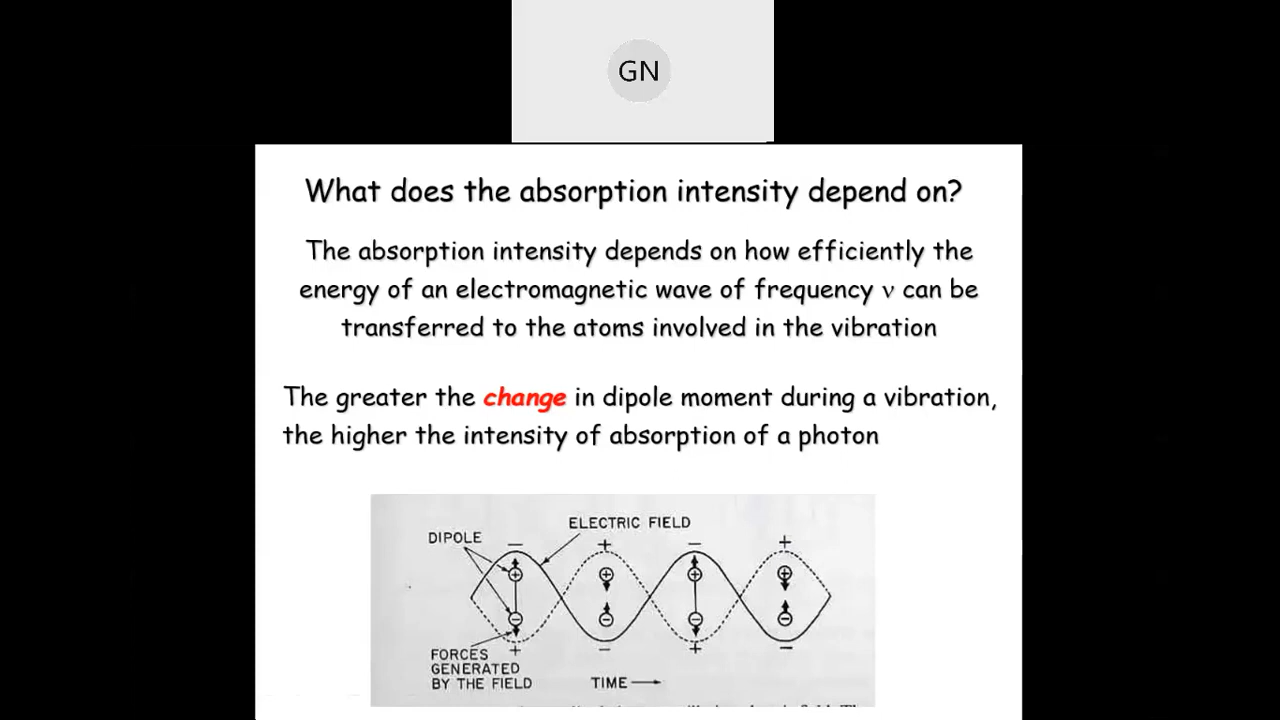 GN
What does the absorption intensity depend on?
The absorption intensity depends on how efficiently the
energy of an electromagnetic wave of frequency ν can be
transferred to the atoms involved in the vibration
The greater the change in dipole moment during a vibration,
the higher the intensity of absorption of a photon
ELECTRIC FIELD
DIPOLE
− + − +
+ + + +
− − − −
+ − + −
FORCES
GENERATED
BY THE FIELD
TIME